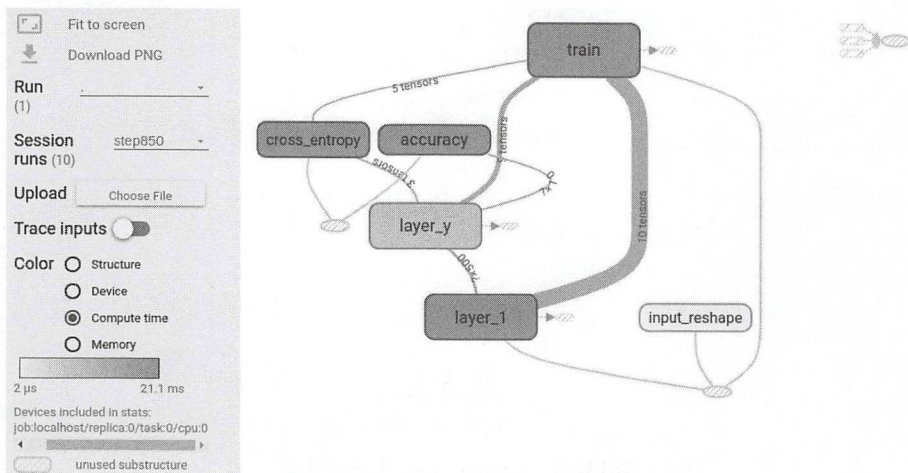 Fit to screen
Download PNG
Run
(1)
.
Session
runs (10)
step850
Upload
Choose File
Trace inputs
Color
Structure
Device
Compute time
Memory
2 µs
21.1 ms
Devices included in stats:
job:localhost/replica:0/task:0/cpu:0
unused substructure
train
5 tensors
cross_entropy
accuracy
3 tensors
layer_y
?×500
layer_1
10 tensors
input_reshape